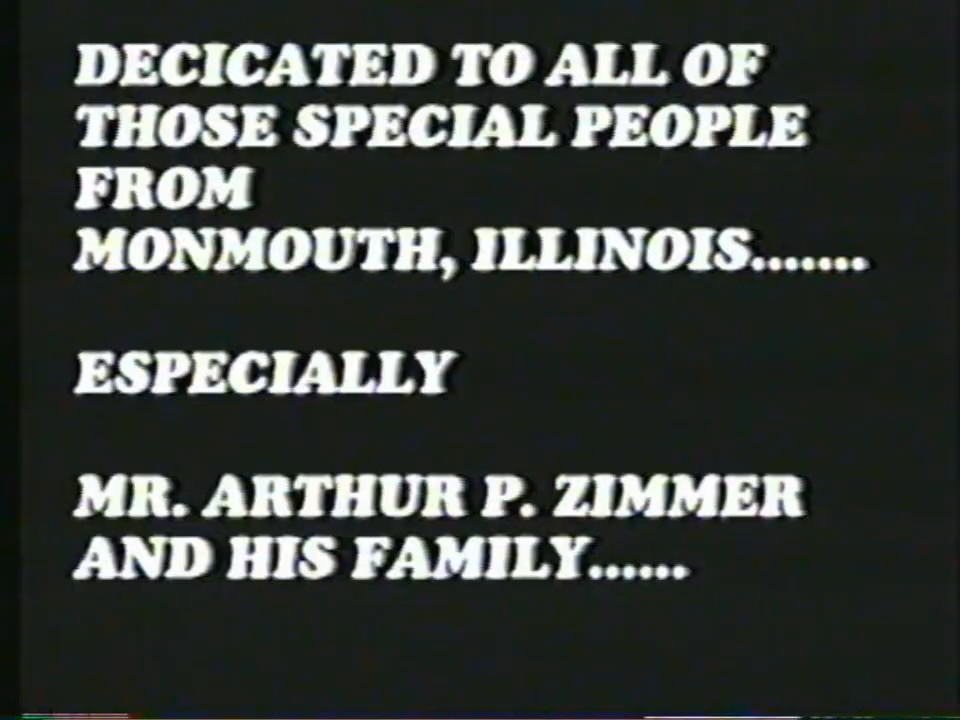 DECICATED TO ALL OF
THOSE SPECIAL PEOPLE
FROM
MONMOUTH, ILLINOIS.......
ESPECIALLY
MR. ARTHUR P. ZIMMER
AND HIS FAMILY......